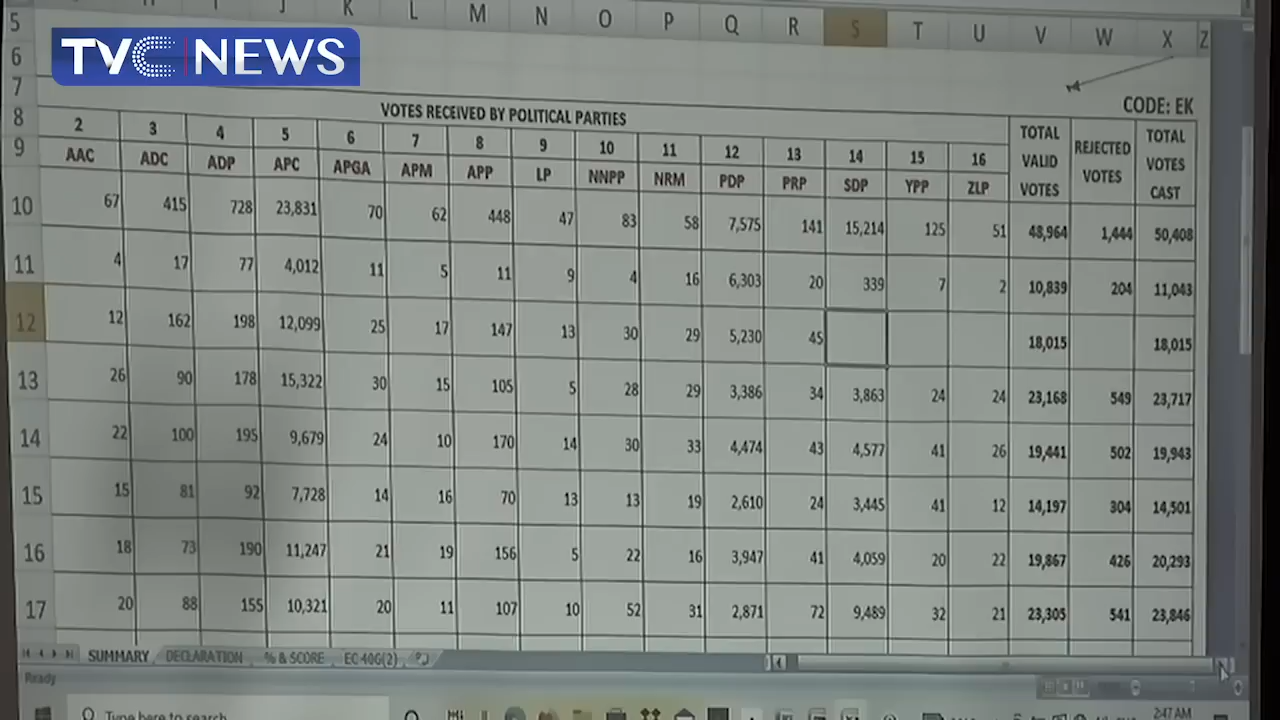 J K L M N O P Q R S T U V W X Z
5
TVC NEWS
6
7
CODE: EK
8 VOTES RECEIVED BY POLITICAL PARTIES
2 3 4 5 6 7 8 9 10 11 12 13 14 15 16 TOTAL VALID VOTES REJECTED VOTES TOTAL VOTES CAST
9 AAC ADC ADP APC APGA APM APP LP NNPP NRM PDP PRP SDP YPP ZLP
10 67 415 728 23,831 70 62 448 47 83 58 7,575 141 15,214 125 51 48,964 1,444 50,408
11 4 17 77 4,012 11 5 11 9 4 16 6,303 20 339 7 2 10,839 204 11,043
12 12 162 198 12,099 25 17 147 13 30 29 5,230 45 18,015 18,015
13 26 90 178 15,322 30 15 105 5 28 29 3,386 34 3,863 24 24 23,168 549 23,717
14 22 100 195 9,679 24 10 170 14 30 33 4,474 43 4,577 41 26 19,441 502 19,943
15 15 81 92 7,728 14 16 70 13 13 19 2,610 24 3,445 41 12 14,197 304 14,501
16 18 73 190 11,247 21 19 156 5 22 16 3,947 41 4,059 20 22 19,867 426 20,293
17 20 88 155 10,321 20 11 107 10 52 31 2,871 72 9,489 32 21 23,305 541 23,846
SUMMARY DECLARATION % & SCORE EC 40G(2)
Ready
Type here to search
2:47 AM